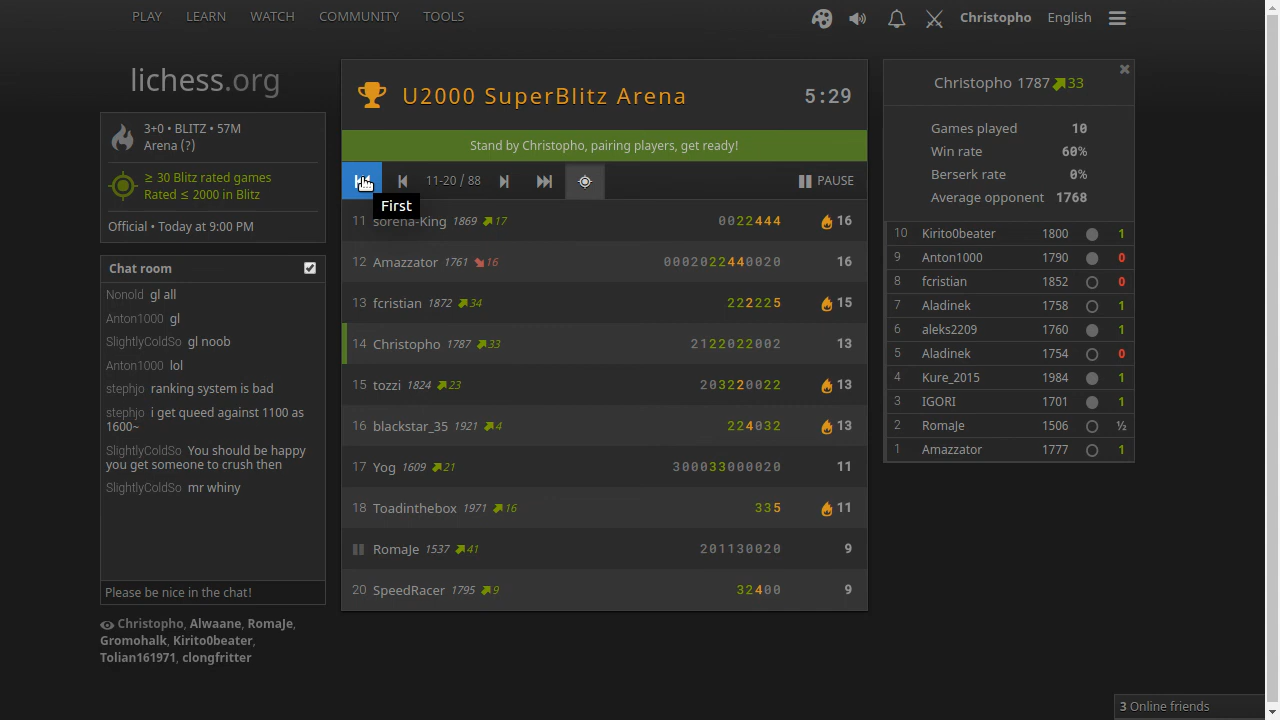 PLAY LEARN WATCH COMMUNITY TOOLS Christopho English
lichess.org
3+0 • BLITZ • 57M
Arena (?)
≥ 30 Blitz rated games
Rated ≤ 2000 in Blitz
Official • Today at 9:00 PM
Chat room
Nonold gl all
Anton1000 gl
SlightlyColdSo gl noob
Anton1000 lol
stephjo ranking system is bad
stephjo i get queed against 1100 as
1600~
SlightlyColdSo You should be happy
you get someone to crush then
SlightlyColdSo mr whiny
Please be nice in the chat!
Christopho, Alwaane, RomaJe,
Gromohalk, Kirito0beater,
Tolian161971, clongfritter
U2000 SuperBlitz Arena 5:29
Stand by Christopho, pairing players, get ready!
11-20 / 88 PAUSE
First
11 sorena-King 1869 17 0022444 16
12 Amazzator 1761 16 0002022440020 16
13 fcristian 1872 34 222225 15
14 Christopho 1787 33 2122022002 13
15 tozzi 1824 23 203220022 13
16 blackstar_35 1921 4 224032 13
17 Yog 1609 21 300033000020 11
18 Toadinthebox 1971 16 335 11
RomaJe 1537 41 201130020 9
20 SpeedRacer 1795 9 32400 9
Christopho 1787 33
Games played 10
Win rate 60%
Berserk rate 0%
Average opponent 1768
10 Kirito0beater 1800 1
9 Anton1000 1790 0
8 fcristian 1852 0
7 Aladinek 1758 1
6 aleks2209 1760 1
5 Aladinek 1754 0
4 Kure_2015 1984 1
3 IGORI 1701 1
2 RomaJe 1506 ½
1 Amazzator 1777 1
3 Online friends